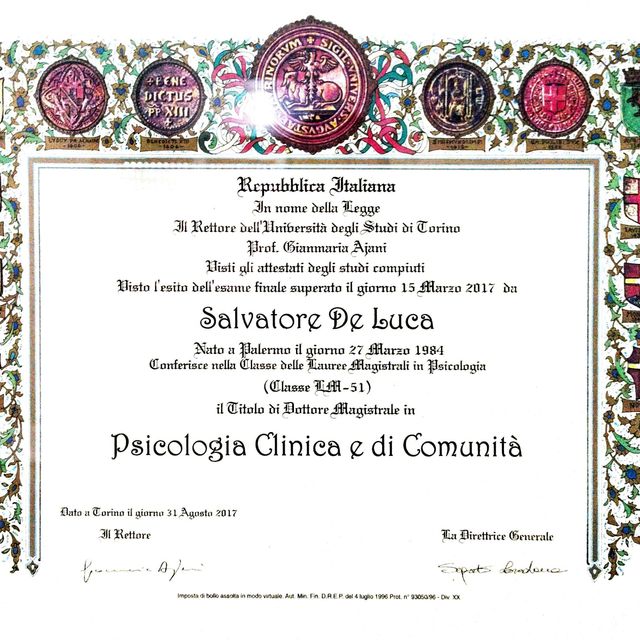 BENE
DICTUS
PP XIII
Repubblica Italiana
In nome della Legge
Il Rettore dell'Università degli Studi di Torino
Prof. Gianmaria Ajani
Visti gli attestati degli studi compiuti
Visto l'esito dell'esame finale superato il giorno 15 Marzo 2017 da
Salvatore De Luca
Nato a Palermo il giorno 27 Marzo 1984
Conferisce nella Classe delle Lauree Magistrali in Psicologia
(Classe LM-51)
il Titolo di Dottore Magistrale in
Psicologia Clinica e di Comunità
Dato a Torino il giorno 31 Agosto 2017
Il Rettore
La Direttrice Generale
Imposta di bollo assolta in modo virtuale. Aut. Min. Fin. D.R.E.P. del 4 luglio 1996 Prot. n° 93050/96 - Div. XX